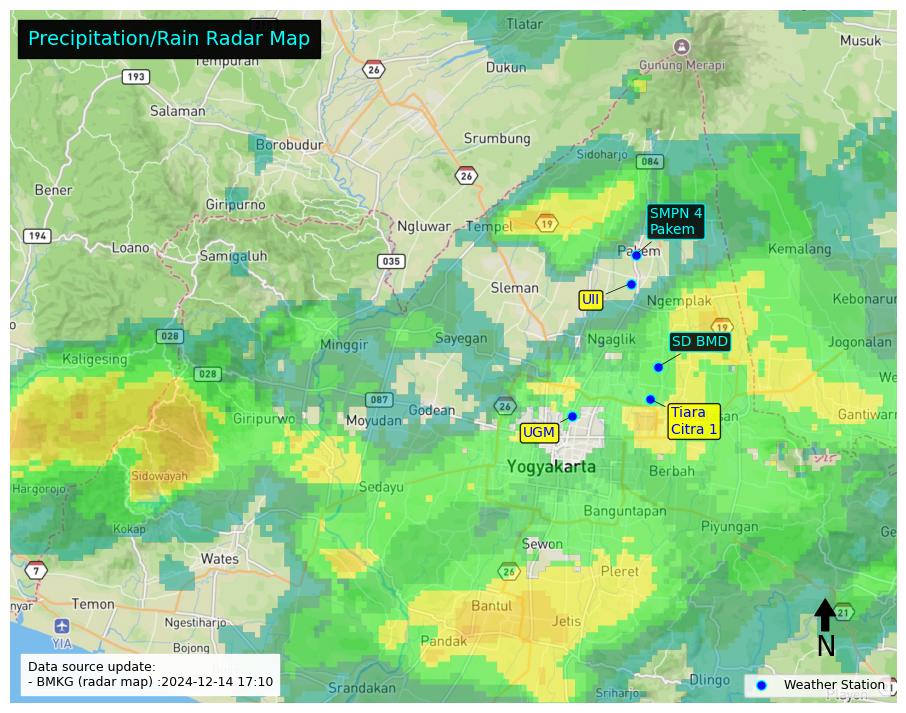 Precipitation/Rain Radar Map
Tlatar
Musuk
Tempuran
26
Dukun
Gunung Merapi
193
Salaman
Borobudur
Srumbung
Sidoharjo
084
26
Bener
Giripurno
SMPN 4
Pakem
194
Loano
Samigaluh
Ngluwar
Tempel
19
Pakem
Kemalang
035
Sleman
UII
Ngemplak
Kebonarun
028
Minggir
Sayegan
Ngaglik
19
SD BMD
Jogonalan
Kaligesing
028
087
Godean
26
Giripurwo
Moyudan
UGM
Tiara
Citra 1
Gantiwarn
Yogyakarta
Berbah
Sidowayah
Hargorojo
Sedayu
Banguntapan
Piyungan
Kokap
Wates
Sewon
7
26
Pleret
Temon
Bantul
21
YIA
Ngestiharjo
Jetis
N
Bojong
Pandak
Data source update:
- BMKG (radar map) :2024-12-14 17:10
Srandakan
Sriharjo
Dlingo
Weather Station
Playen